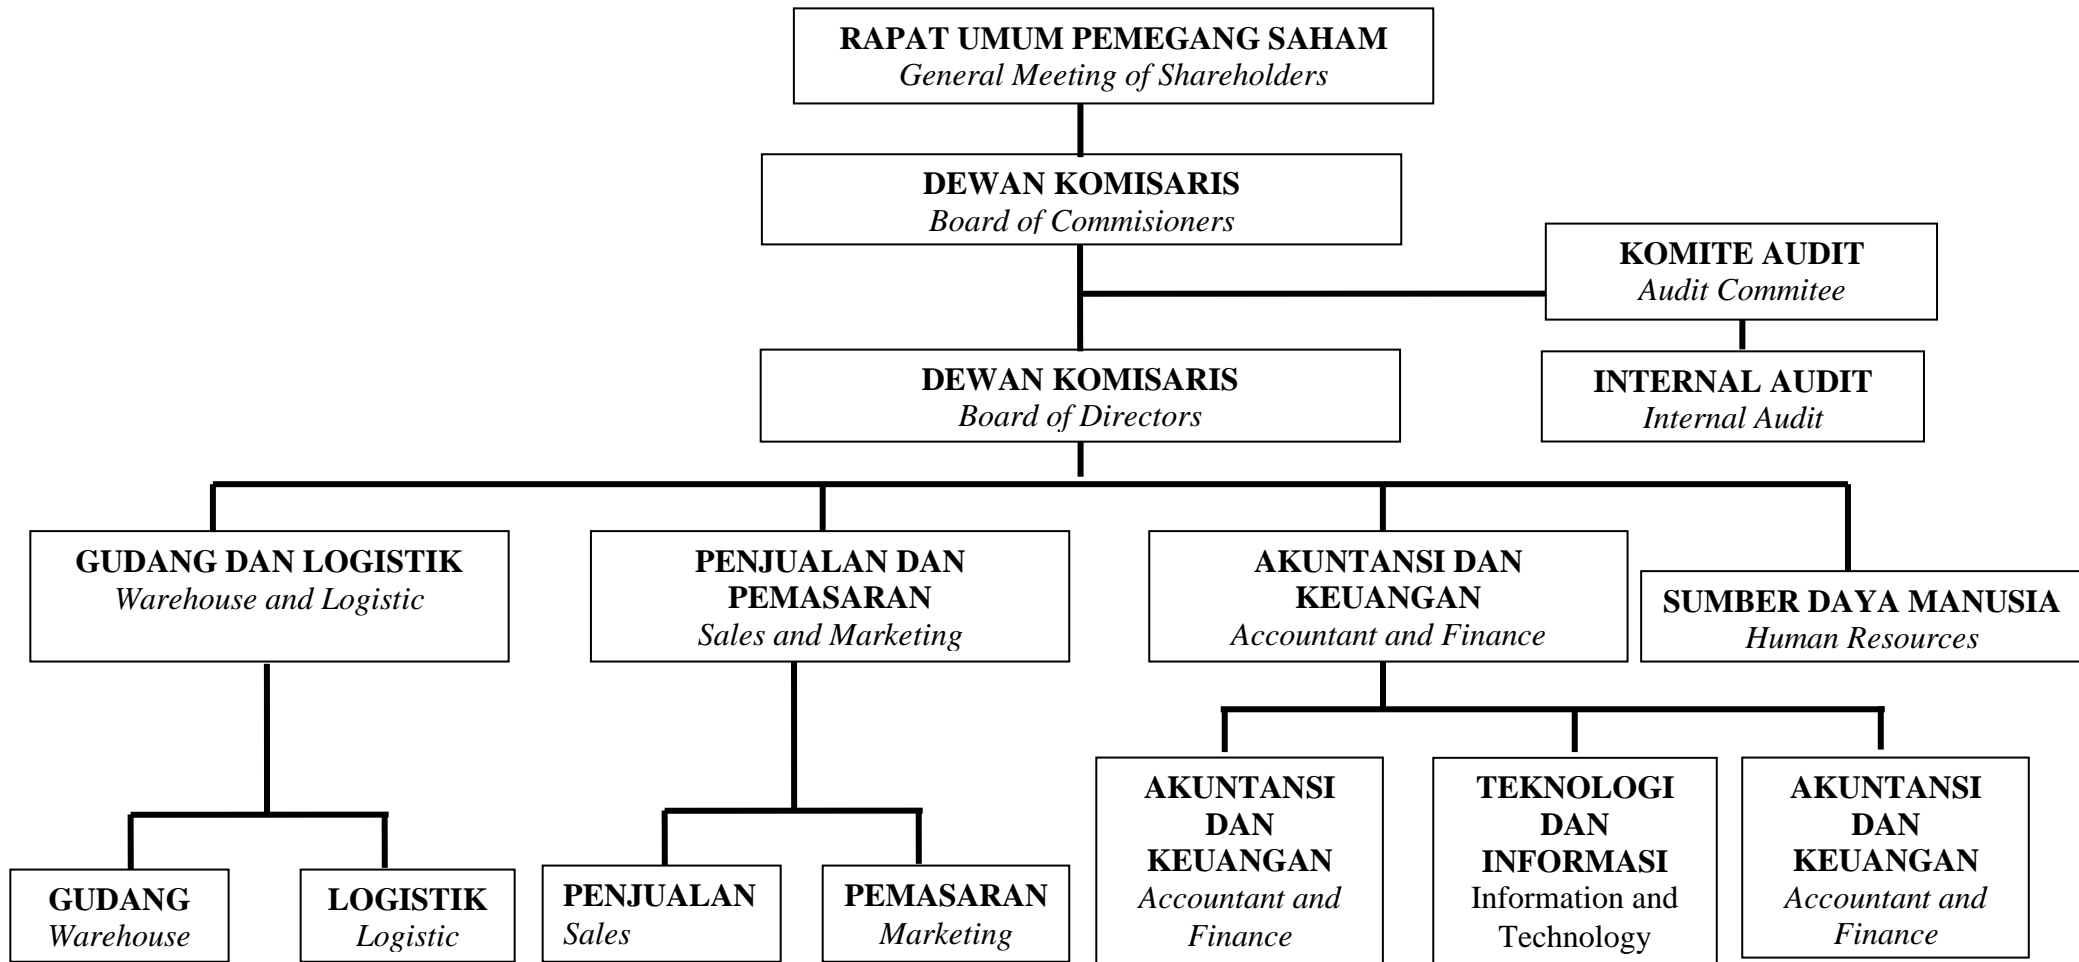 RAPAT UMUM PEMEGANG SAHAM
General Meeting of Shareholders
DEWAN KOMISARIS
Board of Commisioners
KOMITE AUDIT
Audit Commitee
DEWAN KOMISARIS
Board of Directors
INTERNAL AUDIT
Internal Audit
GUDANG DAN LOGISTIK
Warehouse and Logistic
PENJUALAN DAN
PEMASARAN
Sales and Marketing
AKUNTANSI DAN
KEUANGAN
Accountant and Finance
SUMBER DAYA MANUSIA
Human Resources
GUDANG
Warehouse
LOGISTIK
Logistic
PENJUALAN
Sales
PEMASARAN
Marketing
AKUNTANSI
DAN
KEUANGAN
Accountant and
Finance
TEKNOLOGI
DAN
INFORMASI
Information and
Technology
AKUNTANSI
DAN
KEUANGAN
Accountant and
Finance